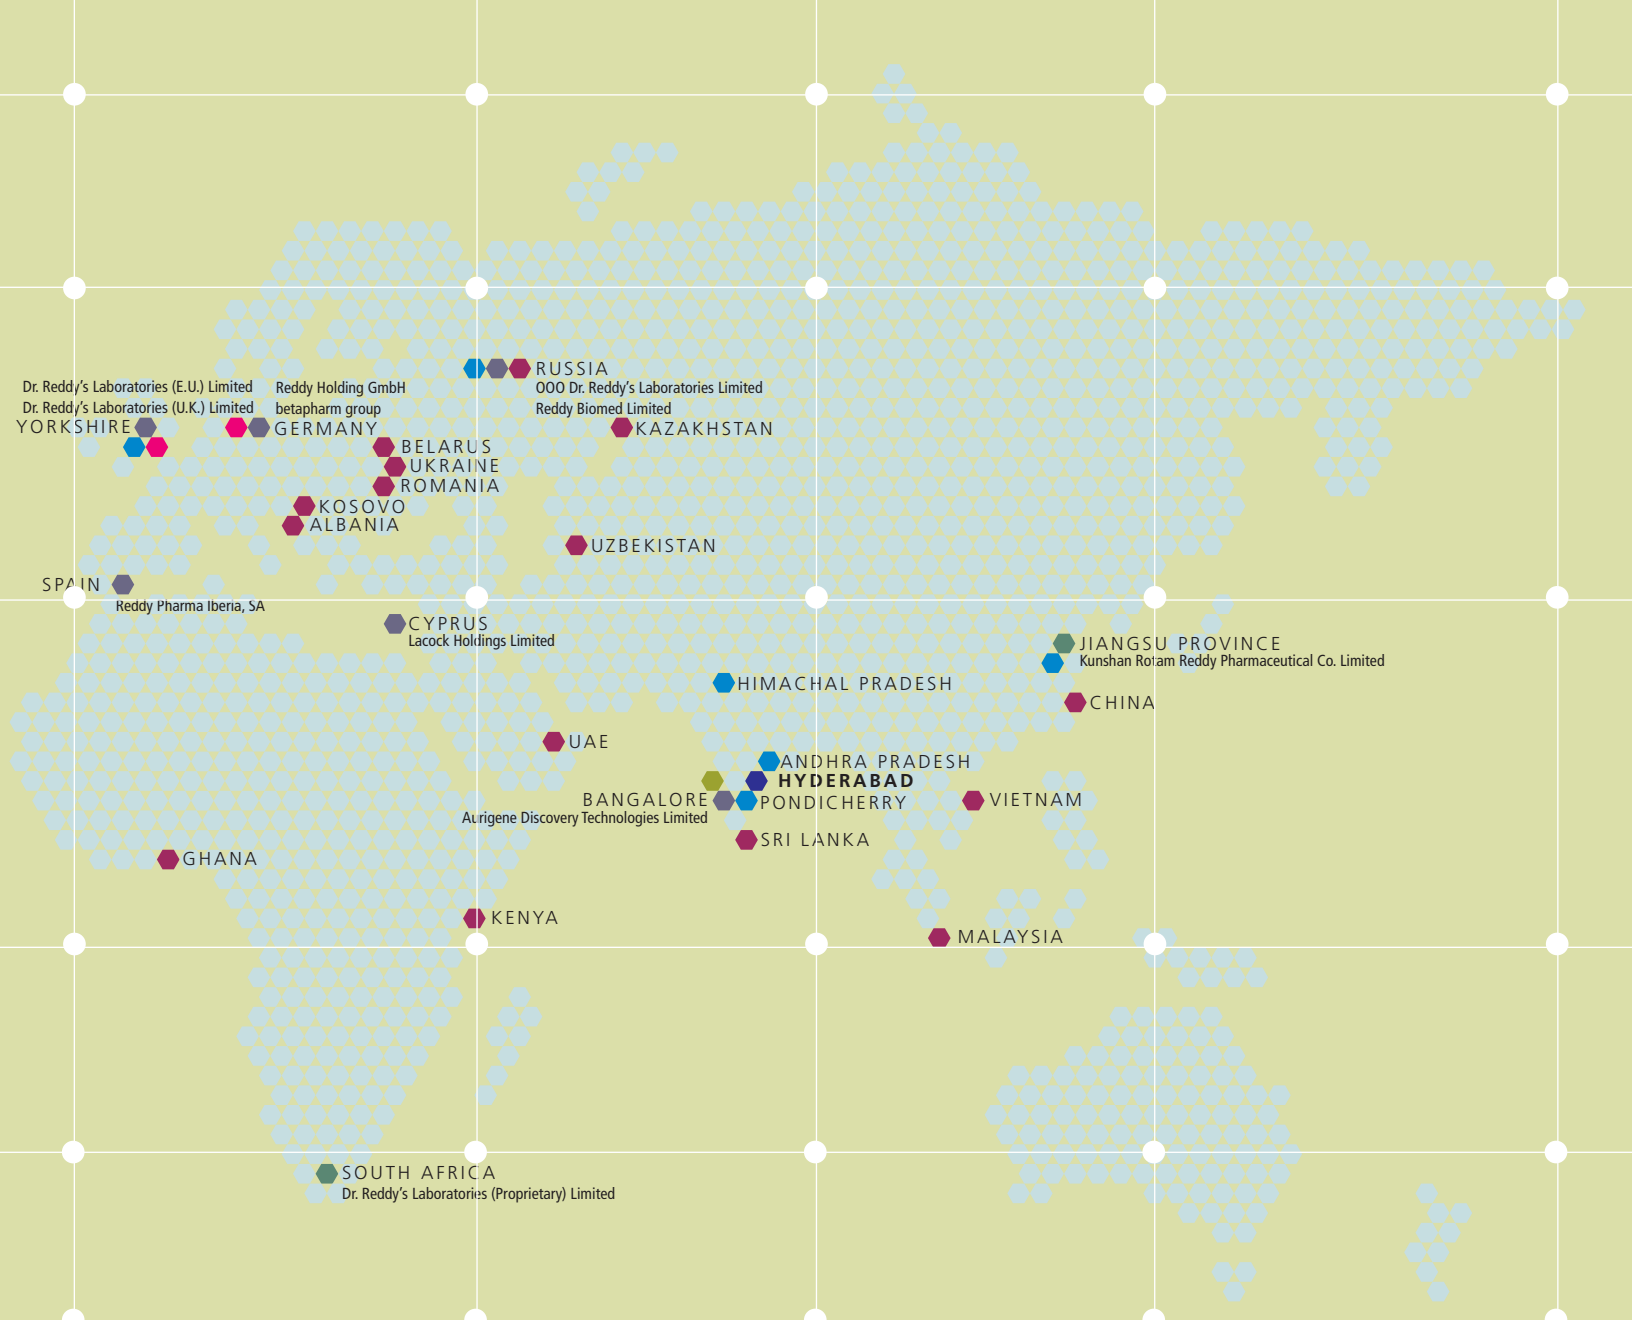 RUSSIA
OOO Dr. Reddy's Laboratories Limited
Reddy Biomed Limited
Dr. Reddy's Laboratories (E.U.) Limited
Dr. Reddy's Laboratories (U.K.) Limited
YORKSHIRE
Reddy Holding GmbH
betapharm group
GERMANY
KAZAKHSTAN
BELARUS
UKRAINE
ROMANIA
KOSOVO
ALBANIA
UZBEKISTAN
SPAIN
Reddy Pharma Iberia, SA
CYPRUS
Lacock Holdings Limited
JIANGSU PROVINCE
Kunshan Rotam Reddy Pharmaceutical Co. Limited
HIMACHAL PRADESH
CHINA
UAE
ANDHRA PRADESH
HYDERABAD
BANGALORE
Aurigene Discovery Technologies Limited
PONDICHERRY
VIETNAM
SRI LANKA
GHANA
KENYA
MALAYSIA
SOUTH AFRICA
Dr. Reddy's Laboratories (Proprietary) Limited